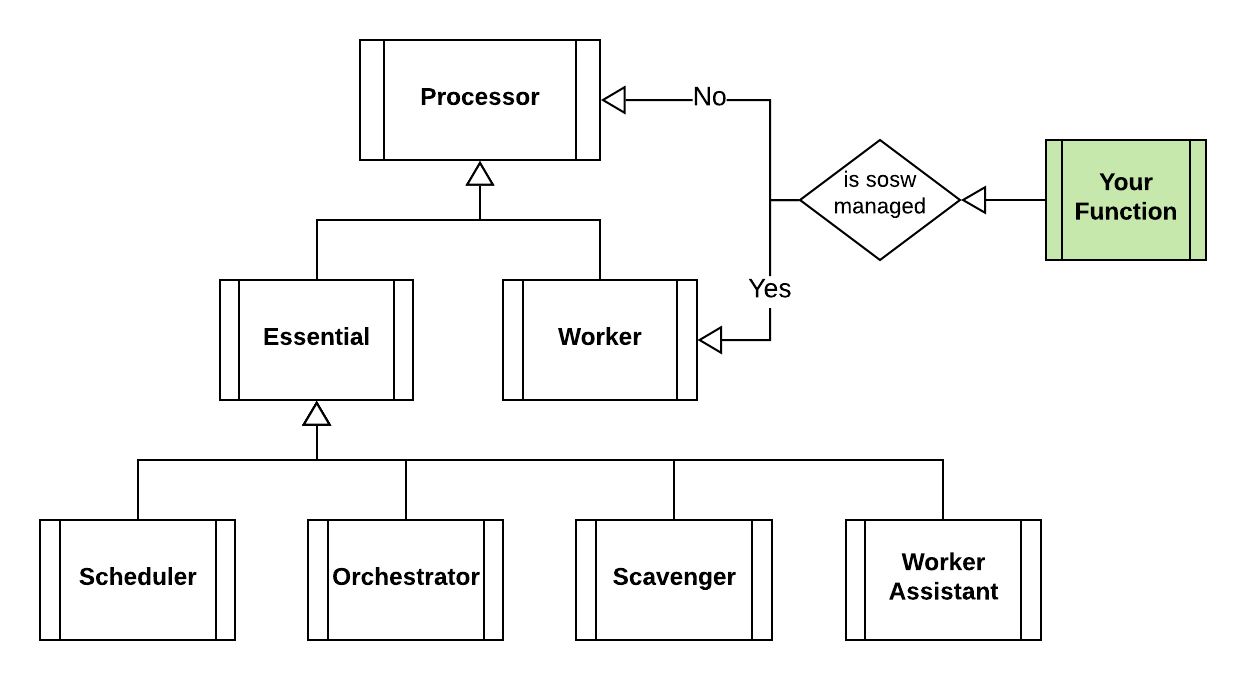 Processor
No
is sosw
managed
Your
Function
Yes
Essential
Worker
Scheduler
Orchestrator
Scavenger
Worker
Assistant